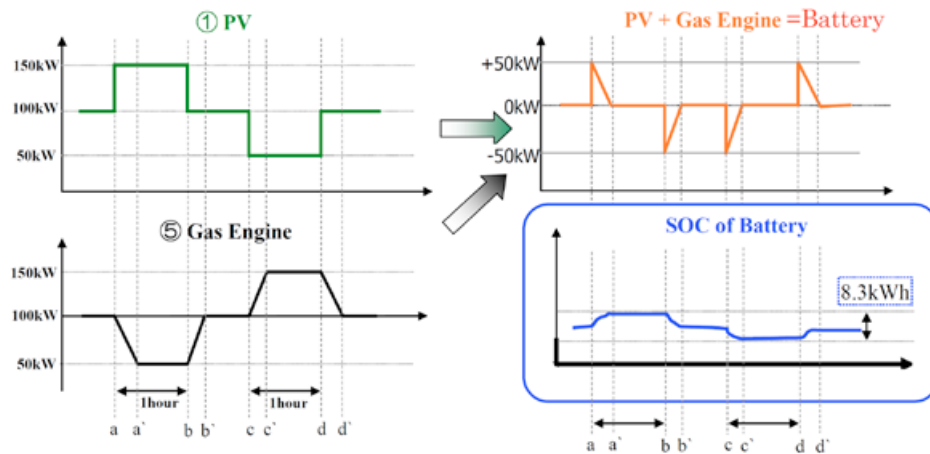 ① PV
150kW
100kW
50kW
⑤ Gas Engine
150kW
100kW
50kW
1hour
1hour
a a` b b` c c` d d`
PV + Gas Engine =Battery
+50kW
0kW
-50kW
SOC of Battery
8.3kWh
a a` b b` c c` d d`